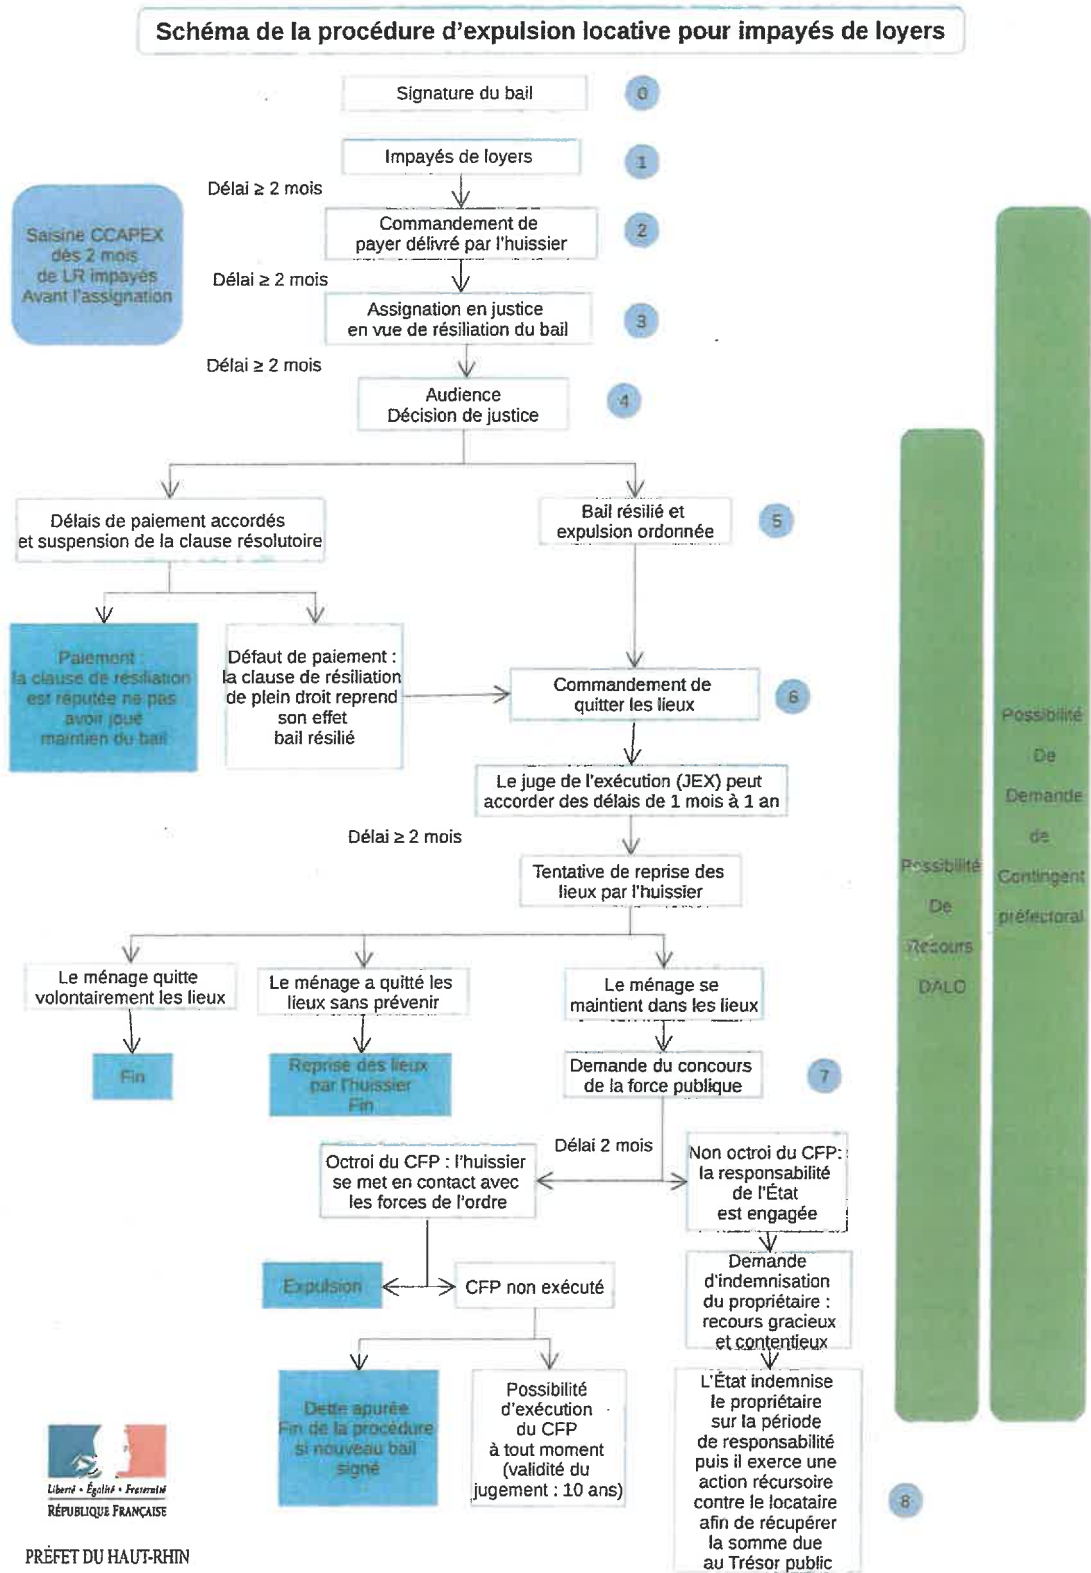 Schéma de la procédure d'expulsion locative pour impayés de loyers
Signature du bail
0
Impayés de loyers
1
Délai ≥ 2 mois
Saisine CCAPEX
dès 2 mois
de LR impayés
Avant l'assignation
Commandement de
payer délivré par l'huissier
2
Délai ≥ 2 mois
Assignation en justice
en vue de résiliation du bail
3
Délai ≥ 2 mois
Audience
Décision de justice
4
Délais de paiement accordés
et suspension de la clause résolutoire
Bail résilié et
expulsion ordonnée
5
Paiement :
la clause de résiliation
est réputée ne pas
avoir joué
maintien du bail
Défaut de paiement :
la clause de résiliation
de plein droit reprend
son effet
bail résilié
Commandement de
quitter les lieux
6
Le juge de l'exécution (JEX) peut
accorder des délais de 1 mois à 1 an
Délai ≥ 2 mois
Tentative de reprise des
lieux par l'huissier
Possibilité
De
Recours
DALO
Possibilité
De
Demande
de
Contingent
préfectoral
Le ménage quitte
volontairement les lieux
Le ménage a quitté les
lieux sans prévenir
Le ménage se
maintient dans les lieux
Fin
Reprise des lieux
par l'huissier
Fin
Demande du concours
de la force publique
7
Délai 2 mois
Octroi du CFP : l'huissier
se met en contact avec
les forces de l'ordre
Non octroi du CFP:
la responsabilité
de l'État
est engagée
Expulsion
CFP non exécuté
Demande
d'indemnisation
du propriétaire :
recours gracieux
et contentieux
Dette apurée
Fin de la procédure
si nouveau bail
signé
Possibilité
d'exécution
du CFP
à tout moment
(validité du
jugement : 10 ans)
L'État indemnise
le propriétaire
sur la période
de responsabilité
puis il exerce une
action récursoire
contre le locataire
afin de récupérer
la somme due
au Trésor public
8
Liberté • Égalité • Fraternité
RÉPUBLIQUE FRANÇAISE
PRÉFET DU HAUT-RHIN